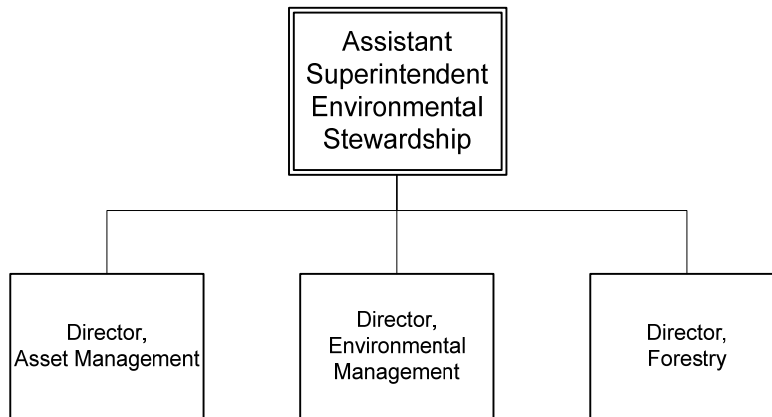 Assistant
Superintendent
Environmental
Stewardship
Director,
Asset Management
Director,
Environmental
Management
Director,
Forestry